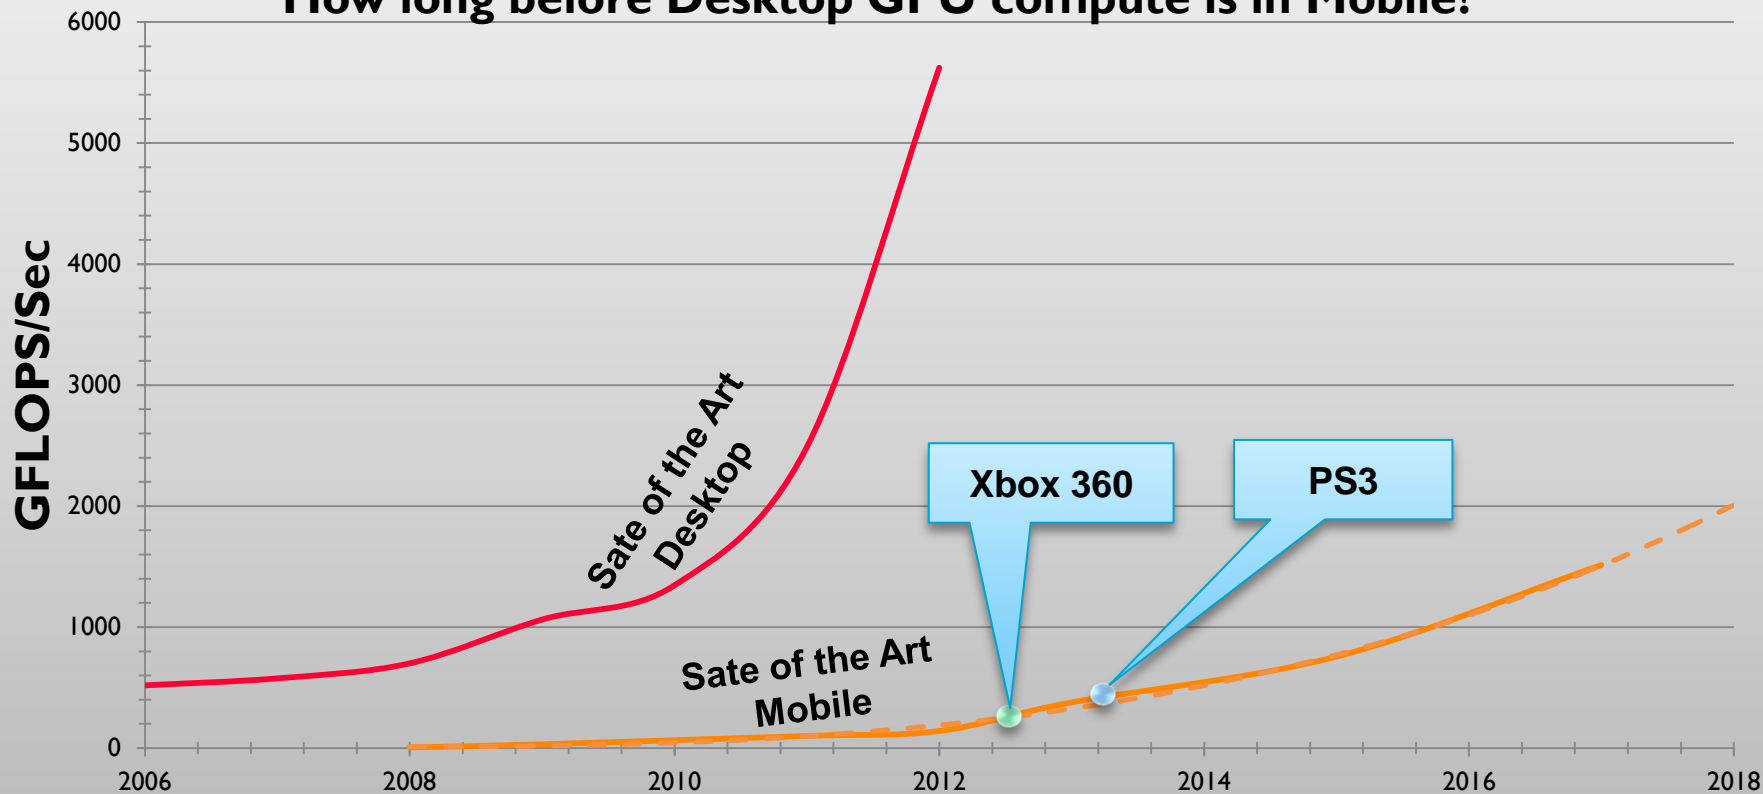 How long before Desktop GPU compute is in Mobile?
6000
5000
4000
3000
2000
1000
0
GFLOPS/Sec
Sate of the Art
Desktop
Xbox 360
PS3
Sate of the Art
Mobile
2006
2008
2010
2012
2014
2016
2018